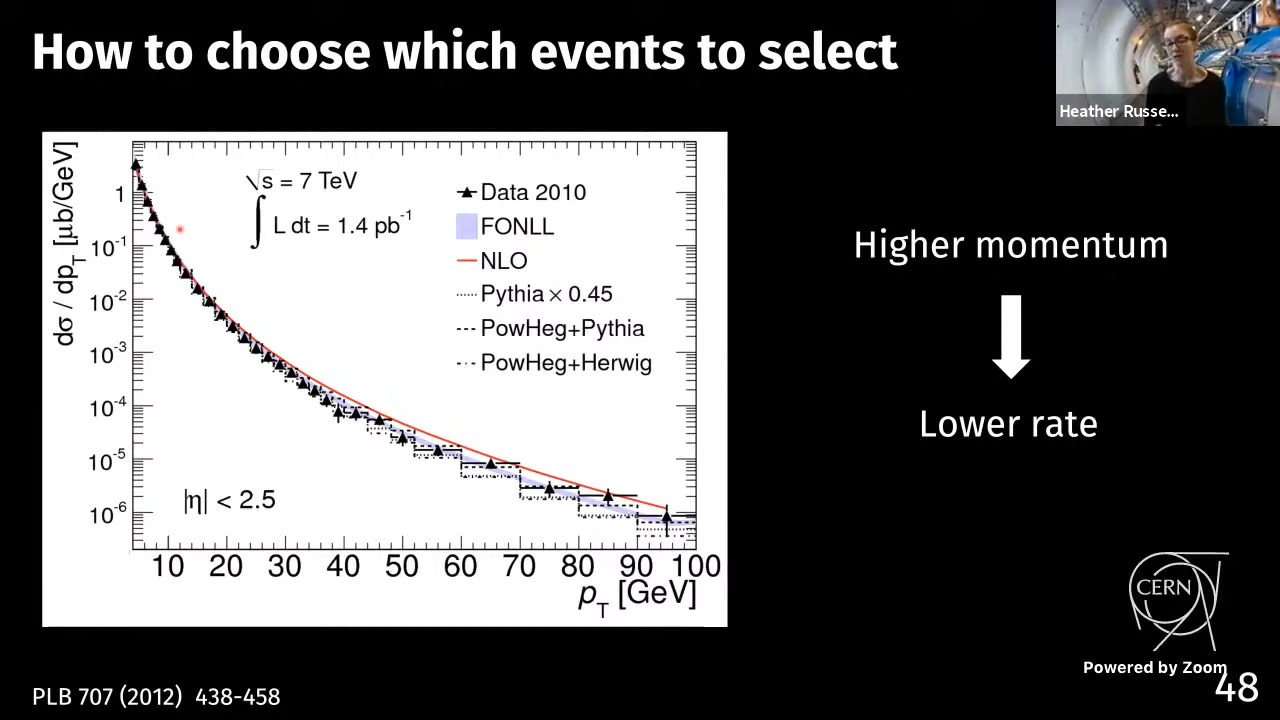 How to choose which events to select
Heather Russe...
dσ / dp_T [μb/GeV]
√s = 7 TeV
∫ L dt = 1.4 pb⁻¹
Data 2010
FONLL
NLO
Pythia × 0.45
PowHeg+Pythia
PowHeg+Herwig
1
10⁻¹
10⁻²
10⁻³
10⁻⁴
10⁻⁵
10⁻⁶
|η| < 2.5
10 20 30 40 50 60 70 80 90 100
p_T [GeV]
Higher momentum
Lower rate
CERN
Powered by Zoom
48
PLB 707 (2012) 438-458